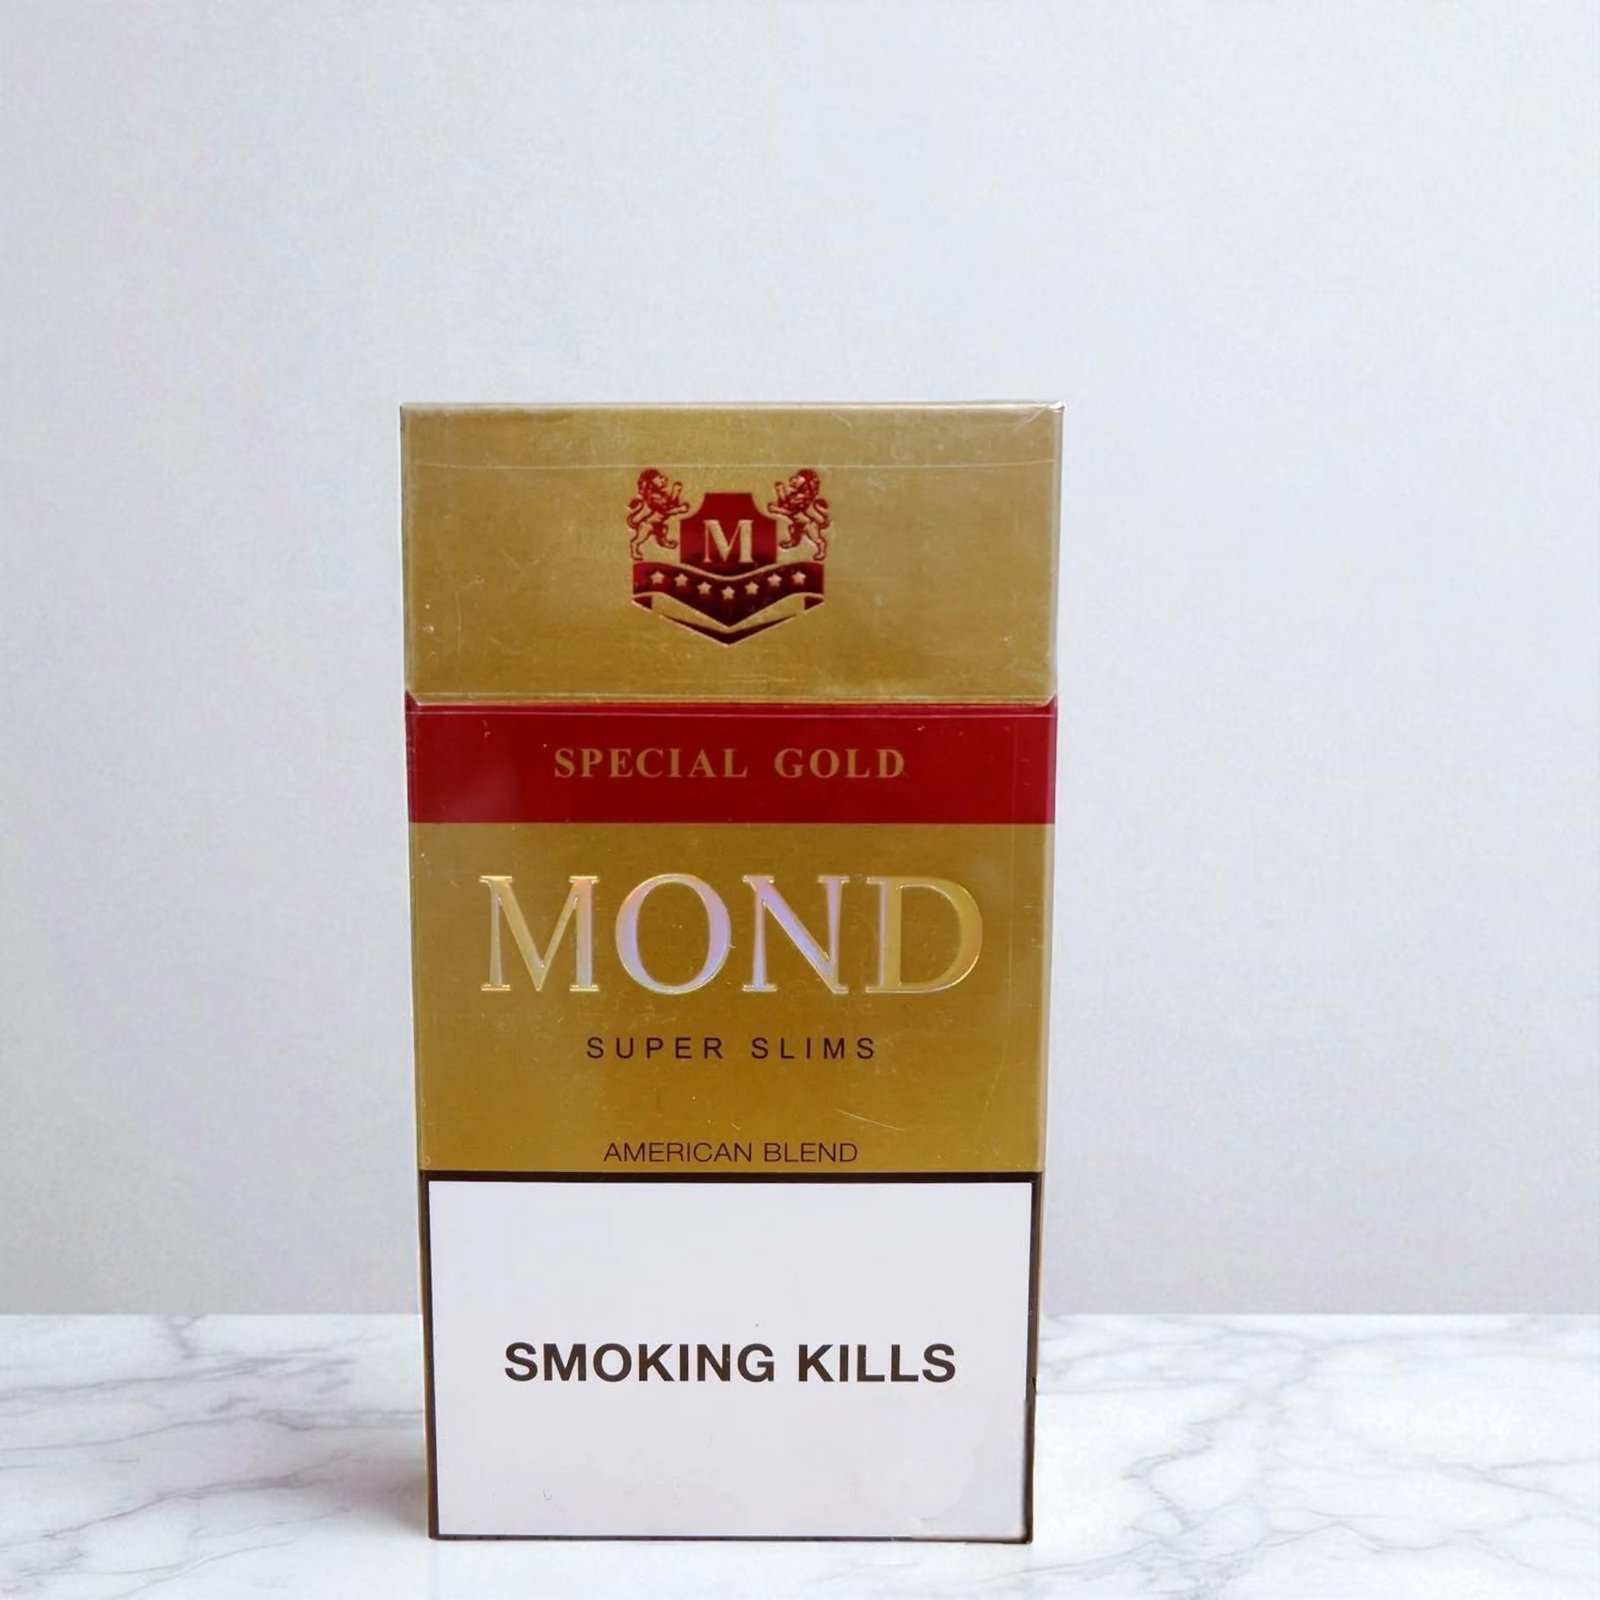 M
SPECIAL GOLD
MOND
SUPER SLIMS
AMERICAN BLEND
SMOKING KILLS